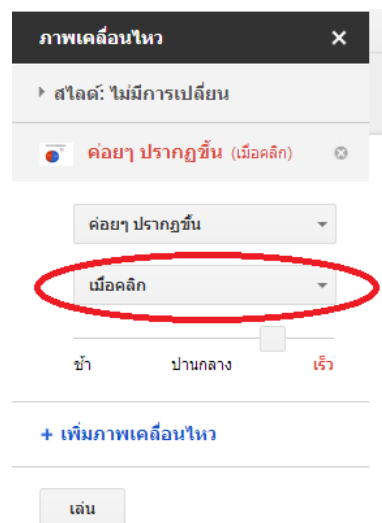 ภาพเคลื่อนไหว
สไลด์: ไม่มีการเปลี่ยน
ค่อยๆ ปรากฏขึ้น (เมื่อคลิก)
ค่อยๆ ปรากฏขึ้น
เมื่อคลิก
ช้า ปานกลาง เร็ว
+ เพิ่มภาพเคลื่อนไหว
เล่น